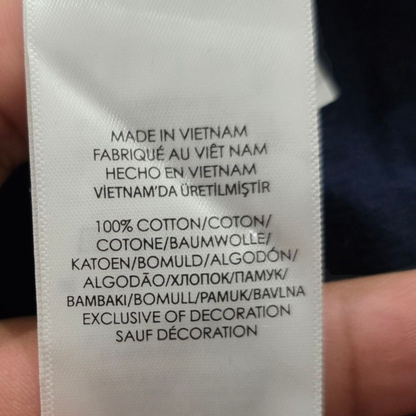 MADE IN VIETNAM
FABRIQUÉ AU VIÊT NAM
HECHO EN VIETNAM
VİETNAM'DA ÜRETİLMİŞTİR
100% COTTON/COTON/
COTONE/BAUMWOLLE/
KATOEN/BOMULD/ALGODÓN/
ALGODÃO/ХЛОПОК/ПАМУК/
BAMBAKI/BOMULL/PAMUK/BAVLNA
EXCLUSIVE OF DECORATION
SAUF DÉCORATION